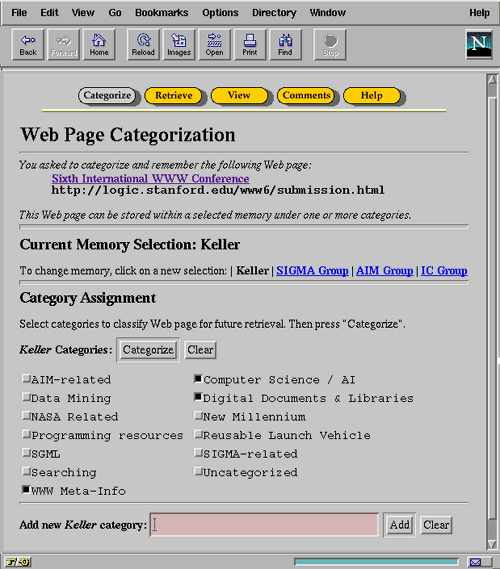 File Edit View Go Bookmarks Options Directory Window Help
Back Forward Home Reload Images Open Print Find Stop N
Categorize Retrieve View Comments Help
Web Page Categorization
You asked to categorize and remember the following Web page:
Sixth International WWW Conference
http://logic.stanford.edu/www6/submission.html
This Web page can be stored within a selected memory under one or more categories.
Current Memory Selection: Keller
To change memory, click on a new selection: | Keller | SIGMA Group | AIM Group | IC Group
Category Assignment
Select categories to classify Web page for future retrieval. Then press "Categorize".
Keller Categories: Categorize Clear
AIM-related Computer Science / AI
Data Mining Digital Documents & Libraries
NASA Related New Millennium
Programming resources Reusable Launch Vehicle
SGML SIGMA-related
Searching Uncategorized
WWW Meta-Info
Add new Keller category: Add Clear